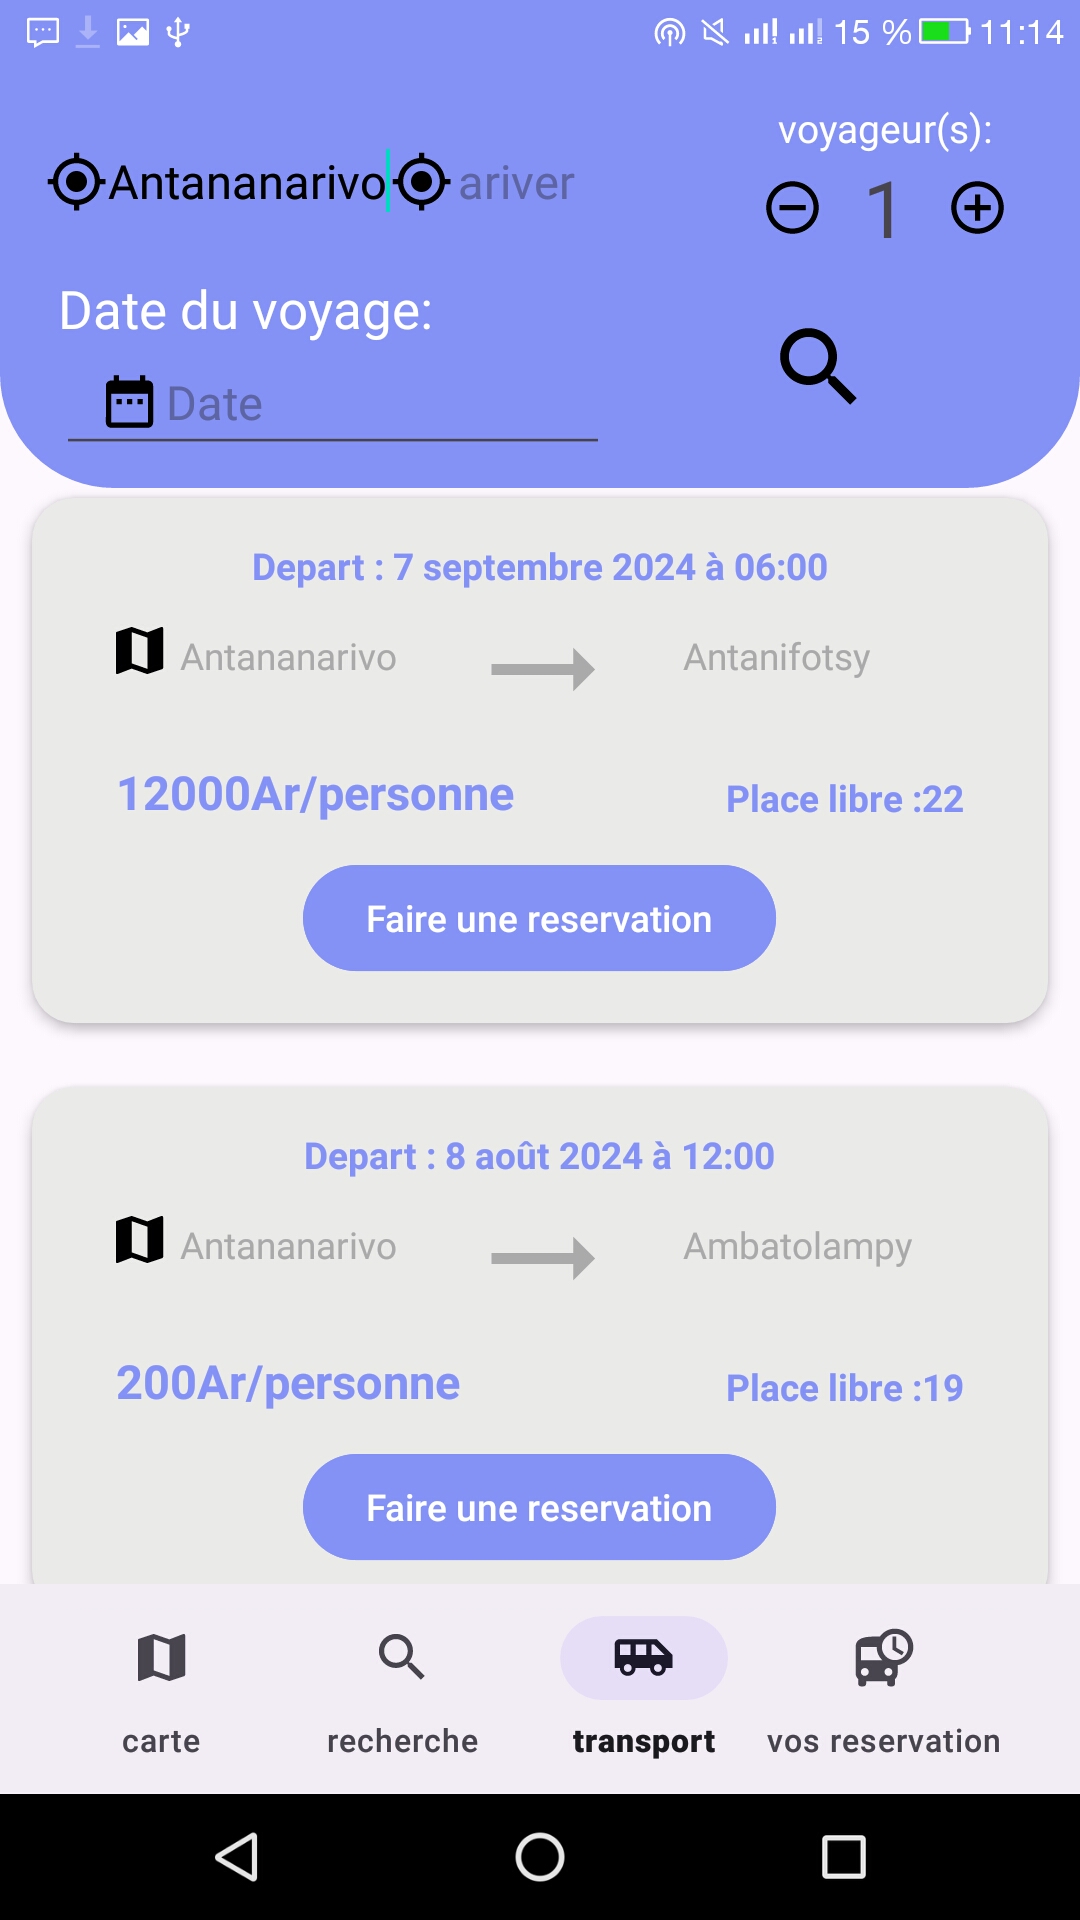 15 % 11:14
voyageur(s):
Antananarivo ariver
1
Date du voyage:
Date
Depart : 7 septembre 2024 à 06:00
Antananarivo Antanifotsy
12000Ar/personne Place libre :22
Faire une reservation
Depart : 8 août 2024 à 12:00
Antananarivo Ambatolampy
200Ar/personne Place libre :19
Faire une reservation
carte recherche transport vos reservation